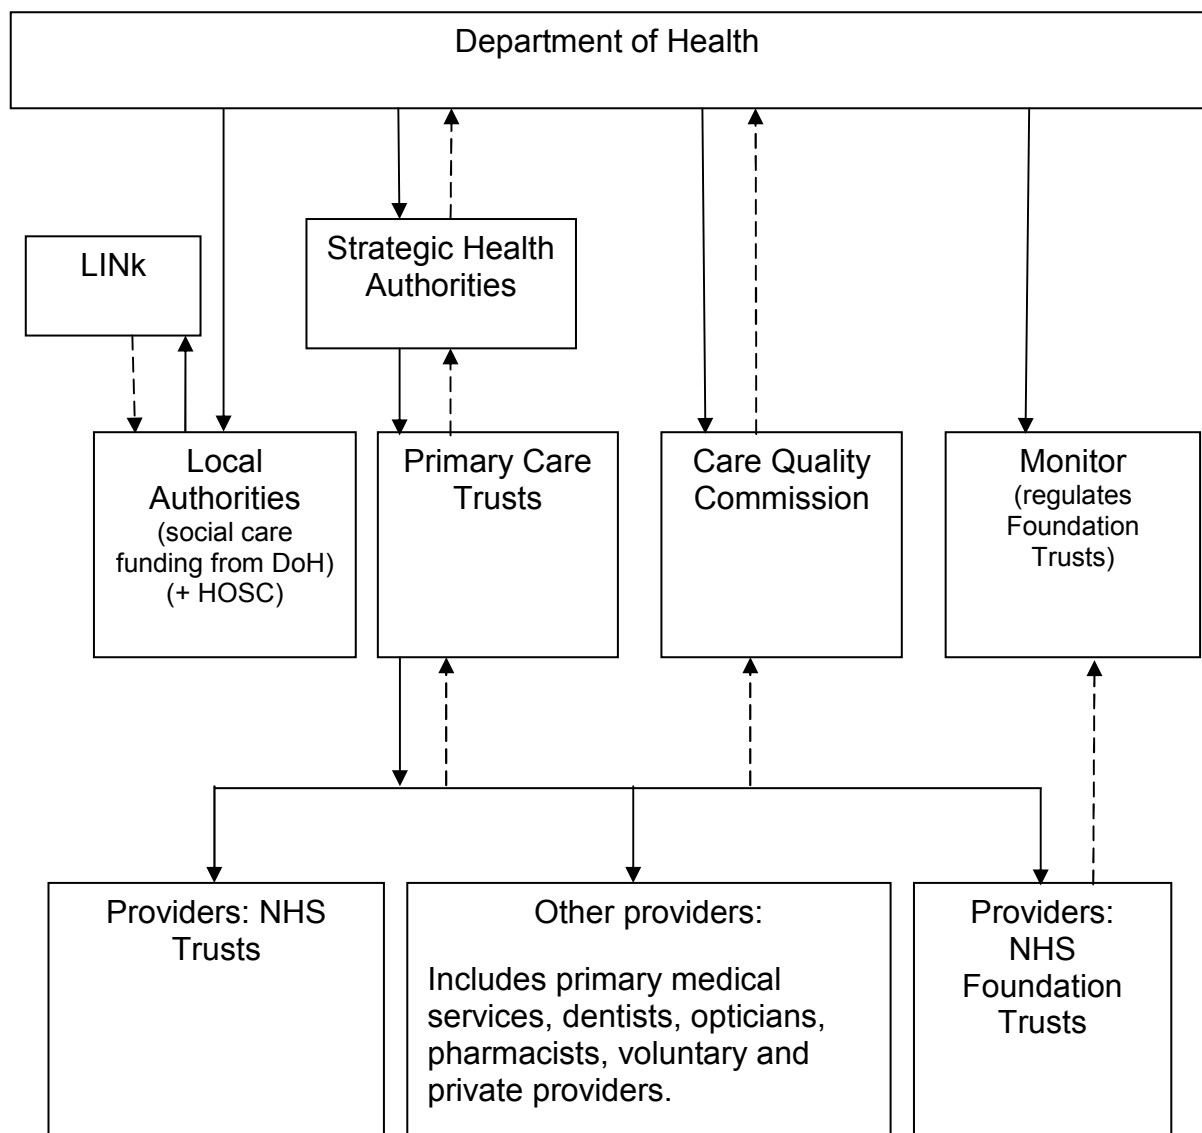 Department of Health
LINk
Strategic Health
Authorities
Local
Authorities
(social care
funding from DoH)
(+ HOSC)
Primary Care
Trusts
Care Quality
Commission
Monitor
(regulates
Foundation
Trusts)
Providers: NHS
Trusts
Other providers:
Includes primary medical
services, dentists, opticians,
pharmacists, voluntary and
private providers.
Providers:
NHS
Foundation
Trusts